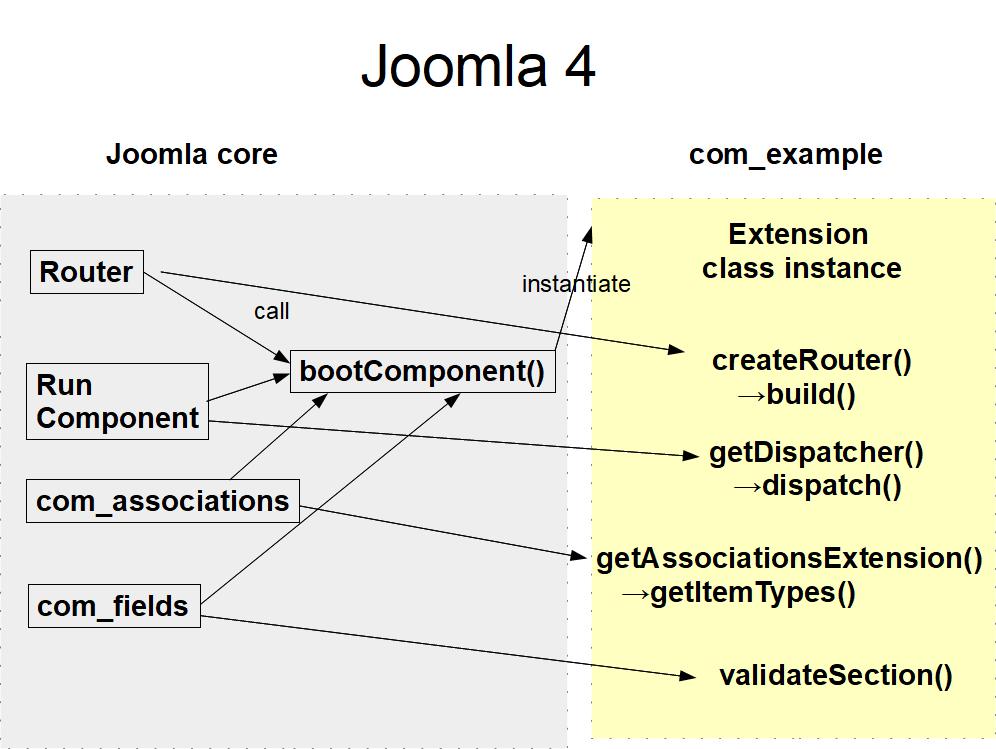 Joomla 4
Joomla core
com_example
Extension
class instance
Router
instantiate
call
createRouter()
→build()
bootComponent()
Run
Component
getDispatcher()
→dispatch()
com_associations
getAssociationsExtension()
→getItemTypes()
com_fields
validateSection()